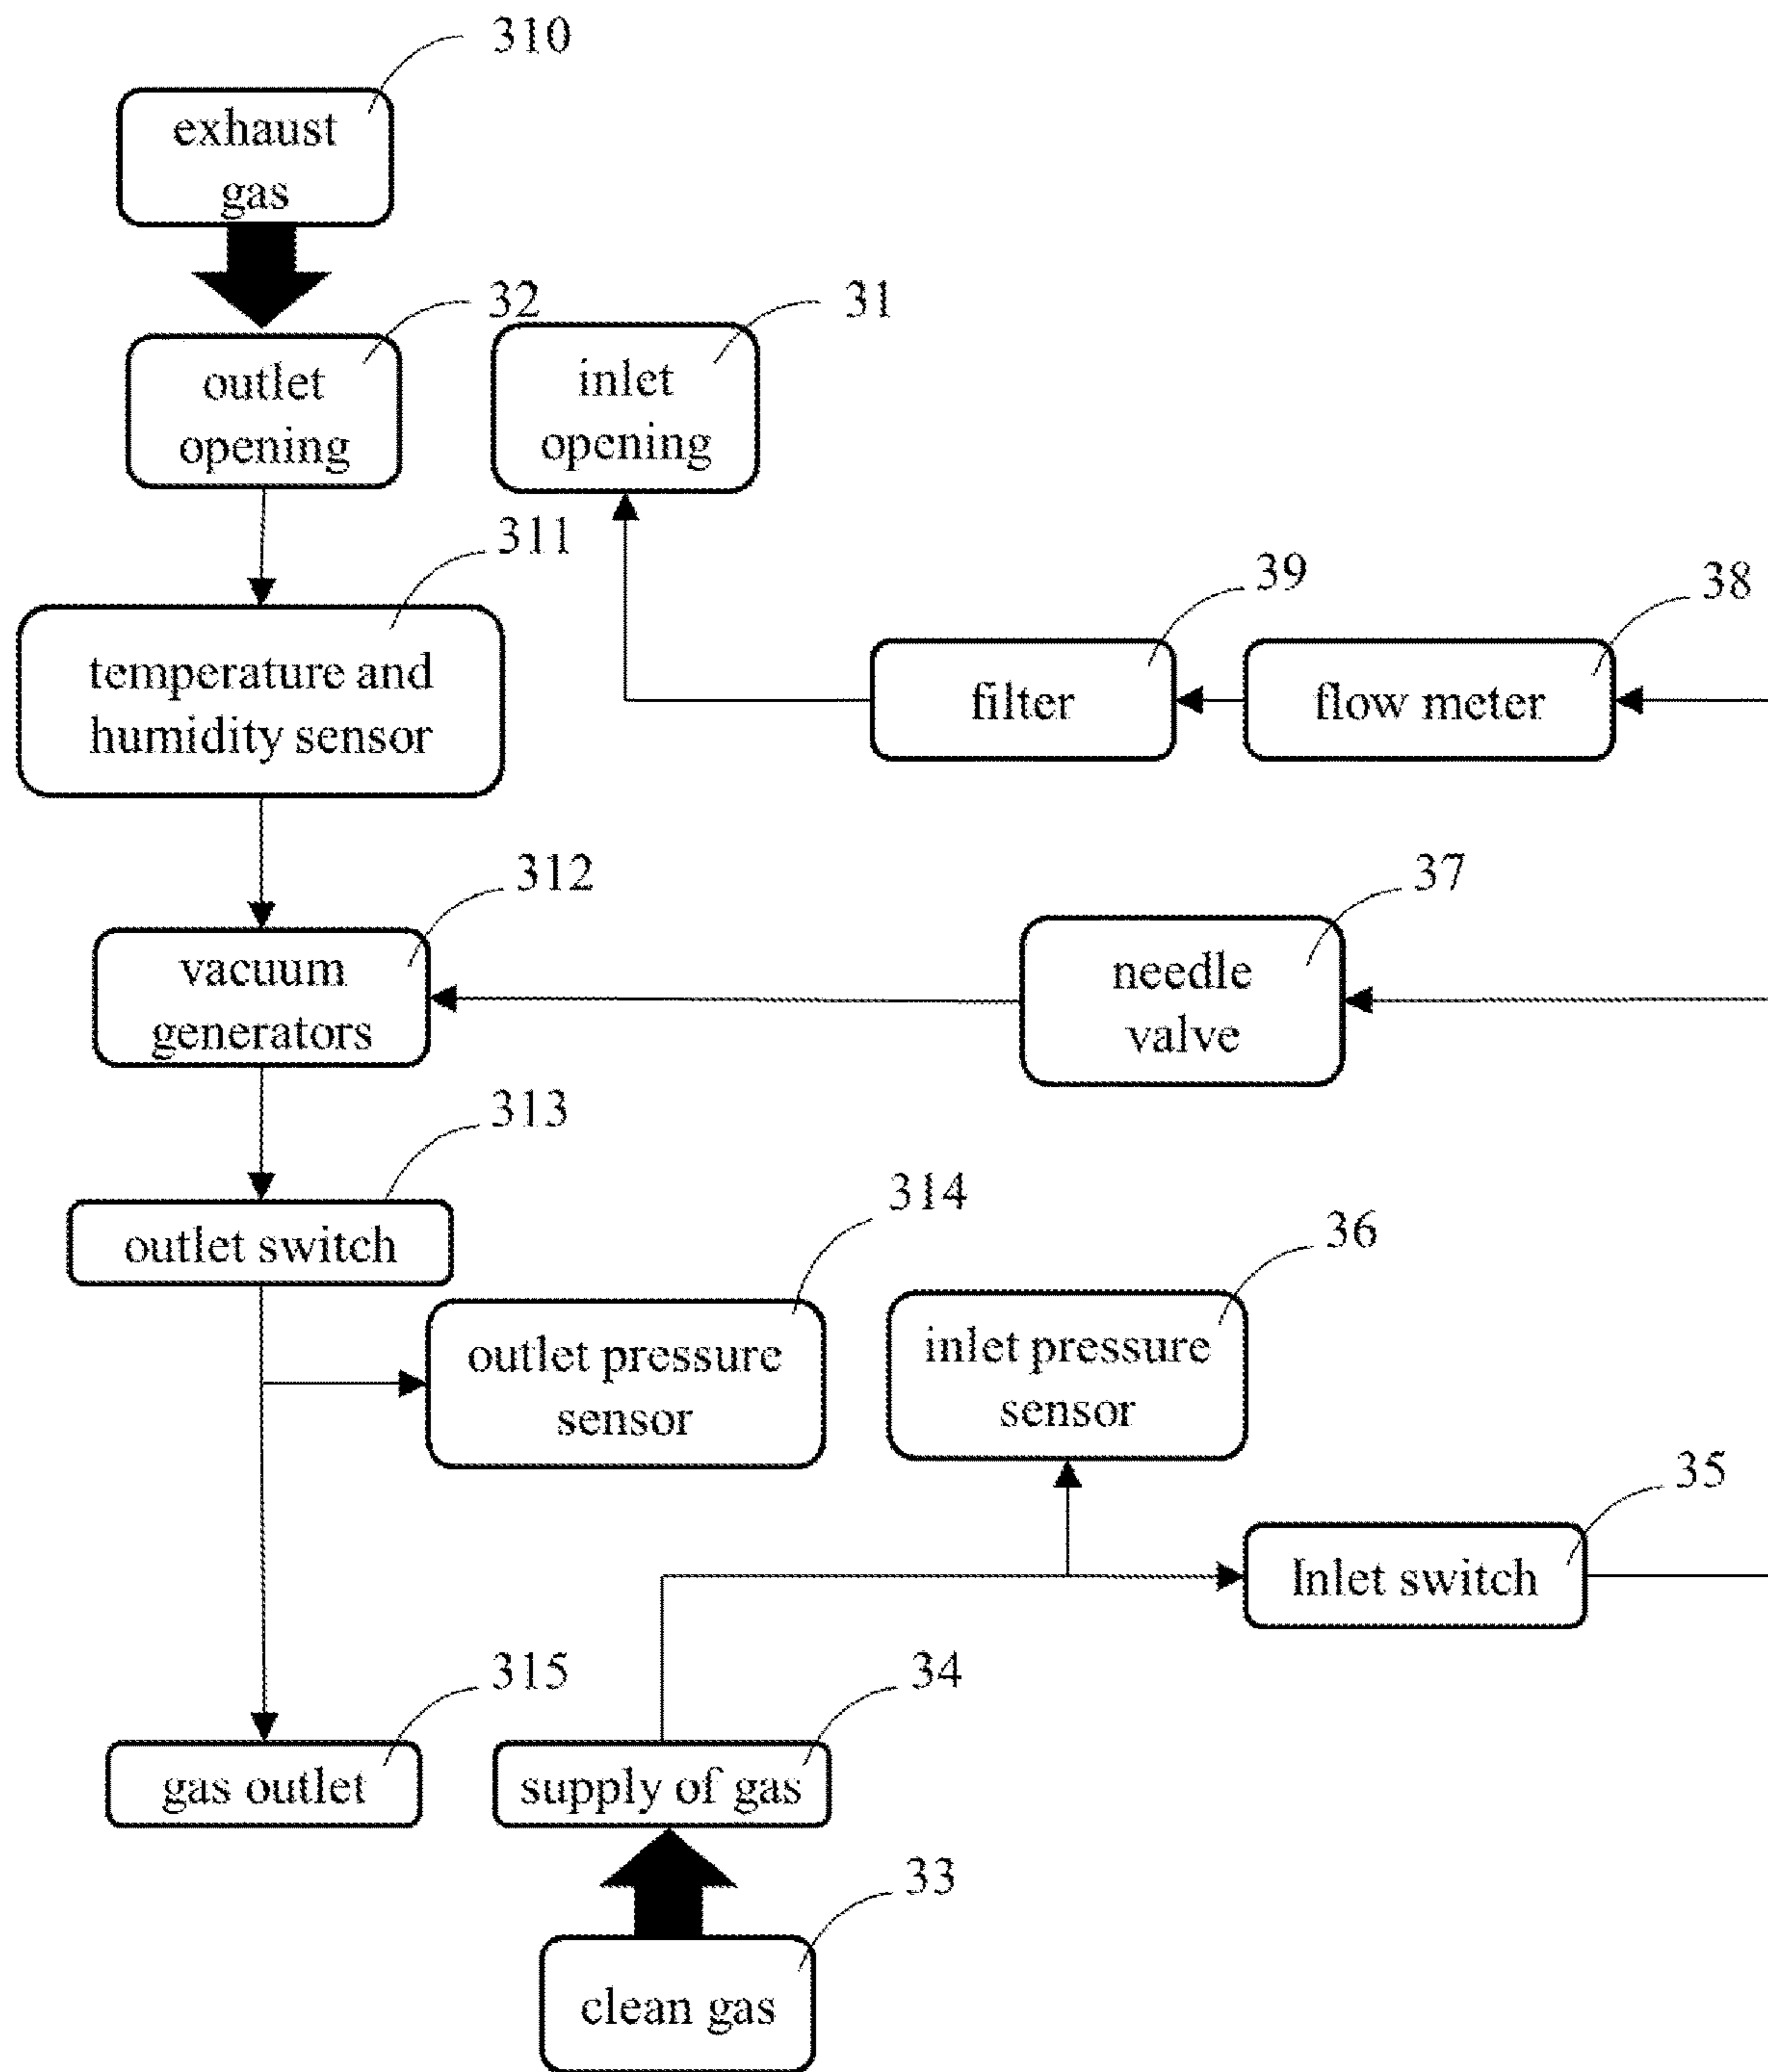 310
exhaust
gas
32
outlet
opening
31
inlet
opening
311
temperature and
humidity sensor
39
filter
38
flow meter
312
vacuum
generators
37
needle
valve
313
outlet switch
314
outlet pressure
sensor
36
inlet pressure
sensor
35
Inlet switch
315
gas outlet
34
supply of gas
33
clean gas